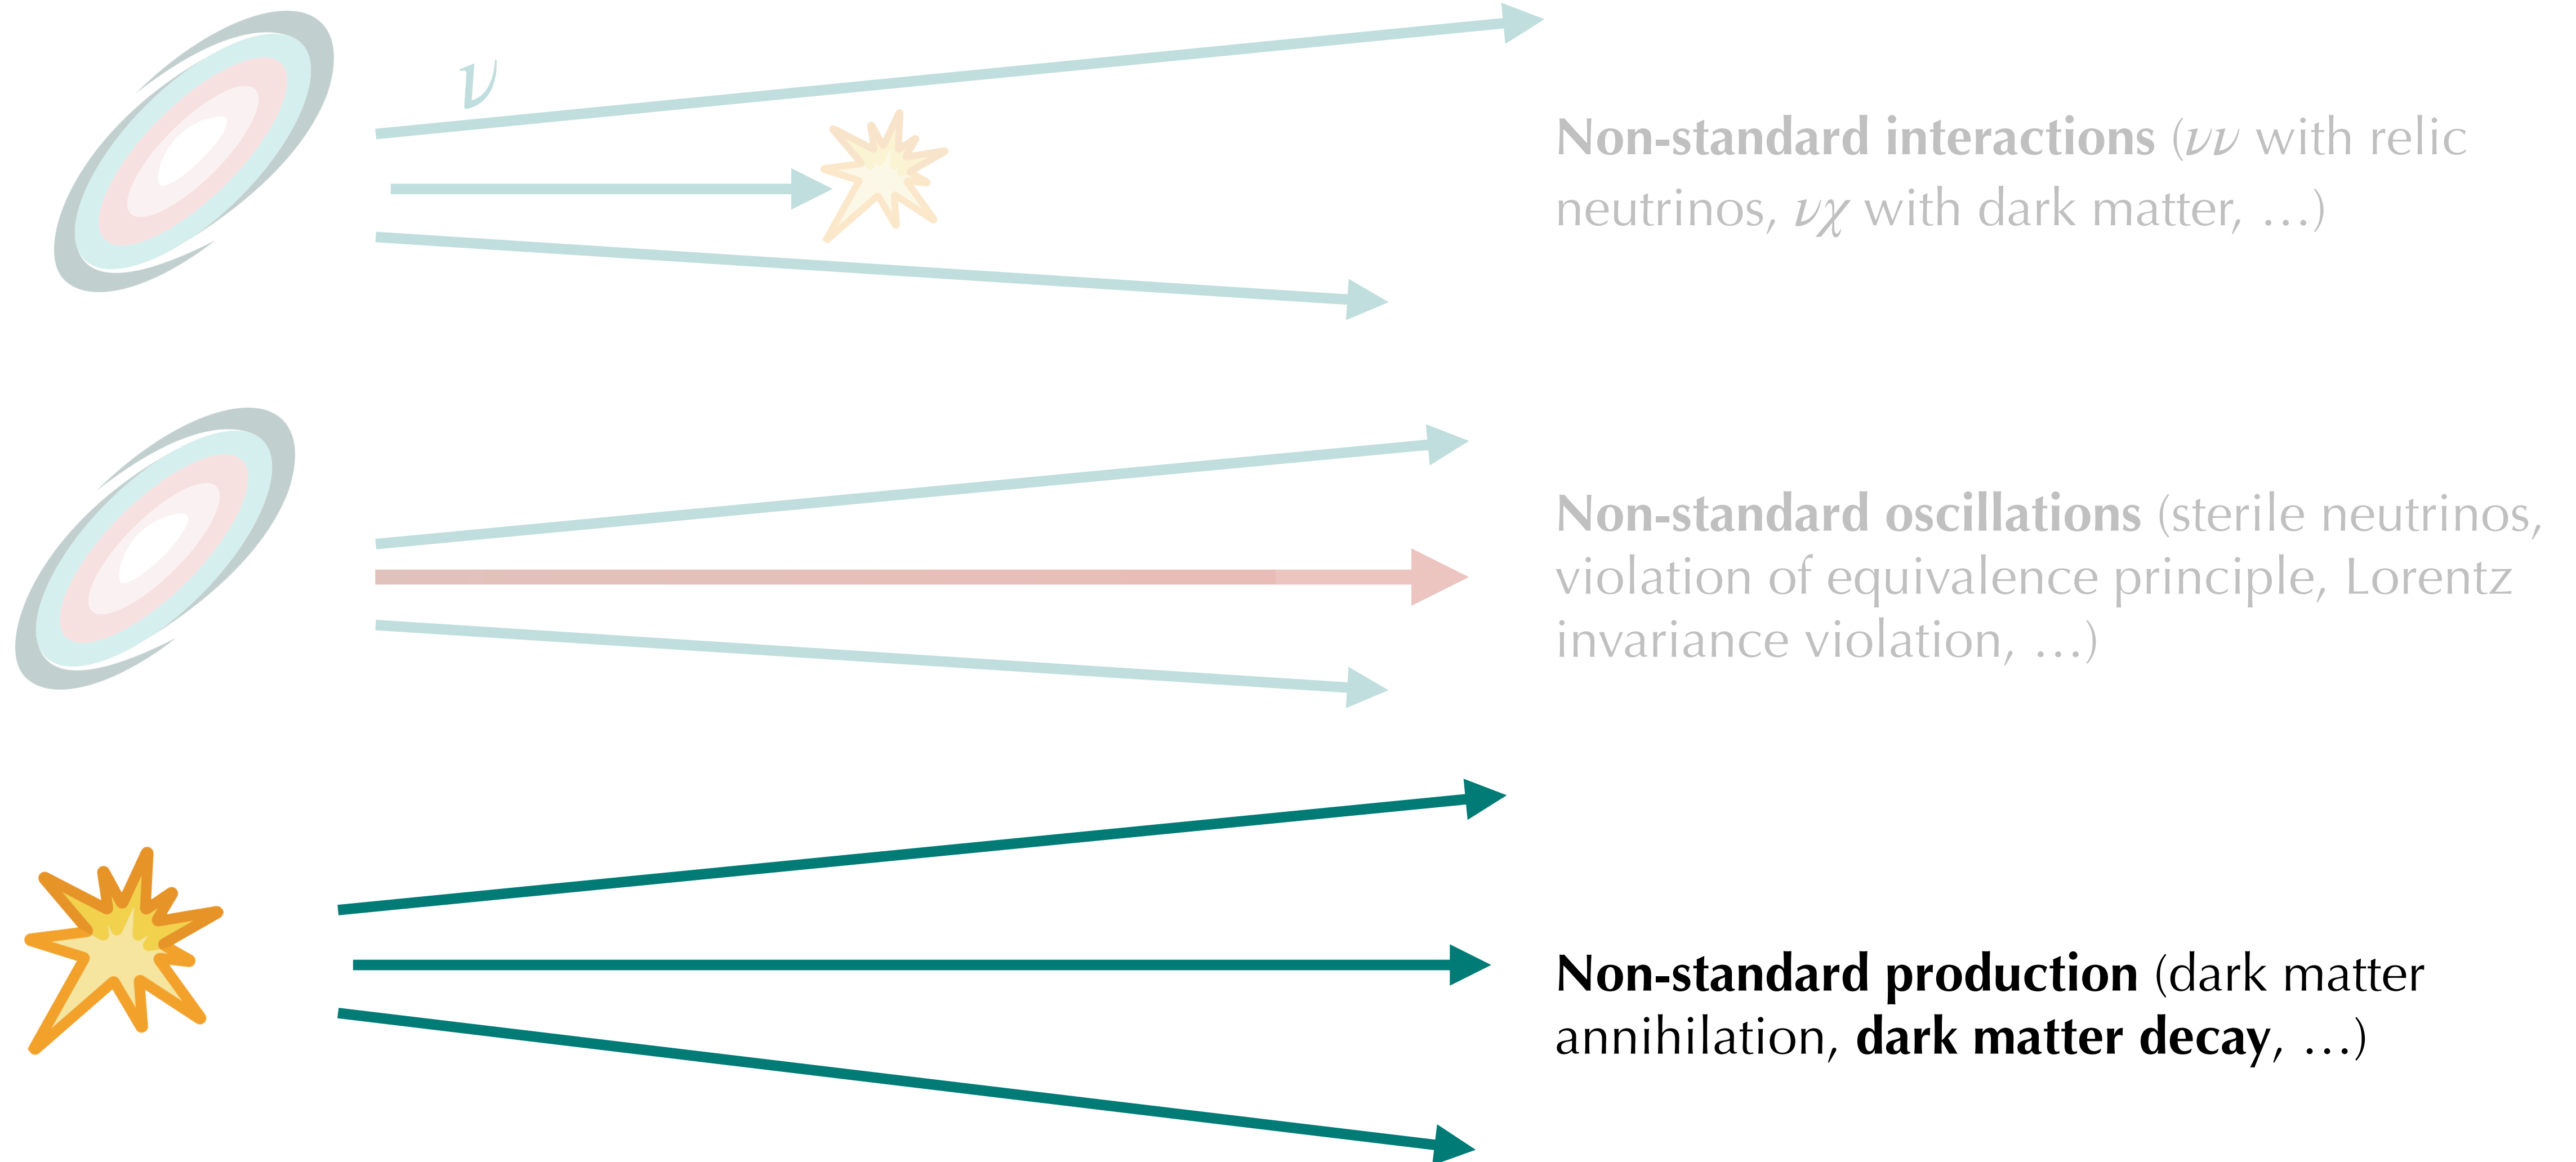 ν
Non-standard interactions (νν with relic
neutrinos, νχ with dark matter, …)
Non-standard oscillations (sterile neutrinos,
violation of equivalence principle, Lorentz
invariance violation, …)
Non-standard production (dark matter
annihilation, dark matter decay, …)